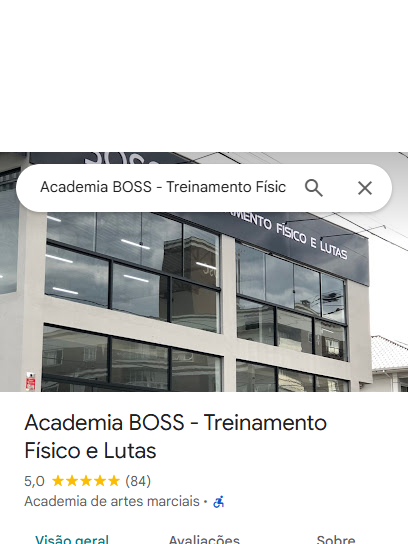 Academia BOSS - Treinamento Físic
AMENTO FÍSICO E LUTAS
Academia BOSS - Treinamento
Físico e Lutas
5,0 (84)
Academia de artes marciais ·
Visão geral
Avaliações
Sobre